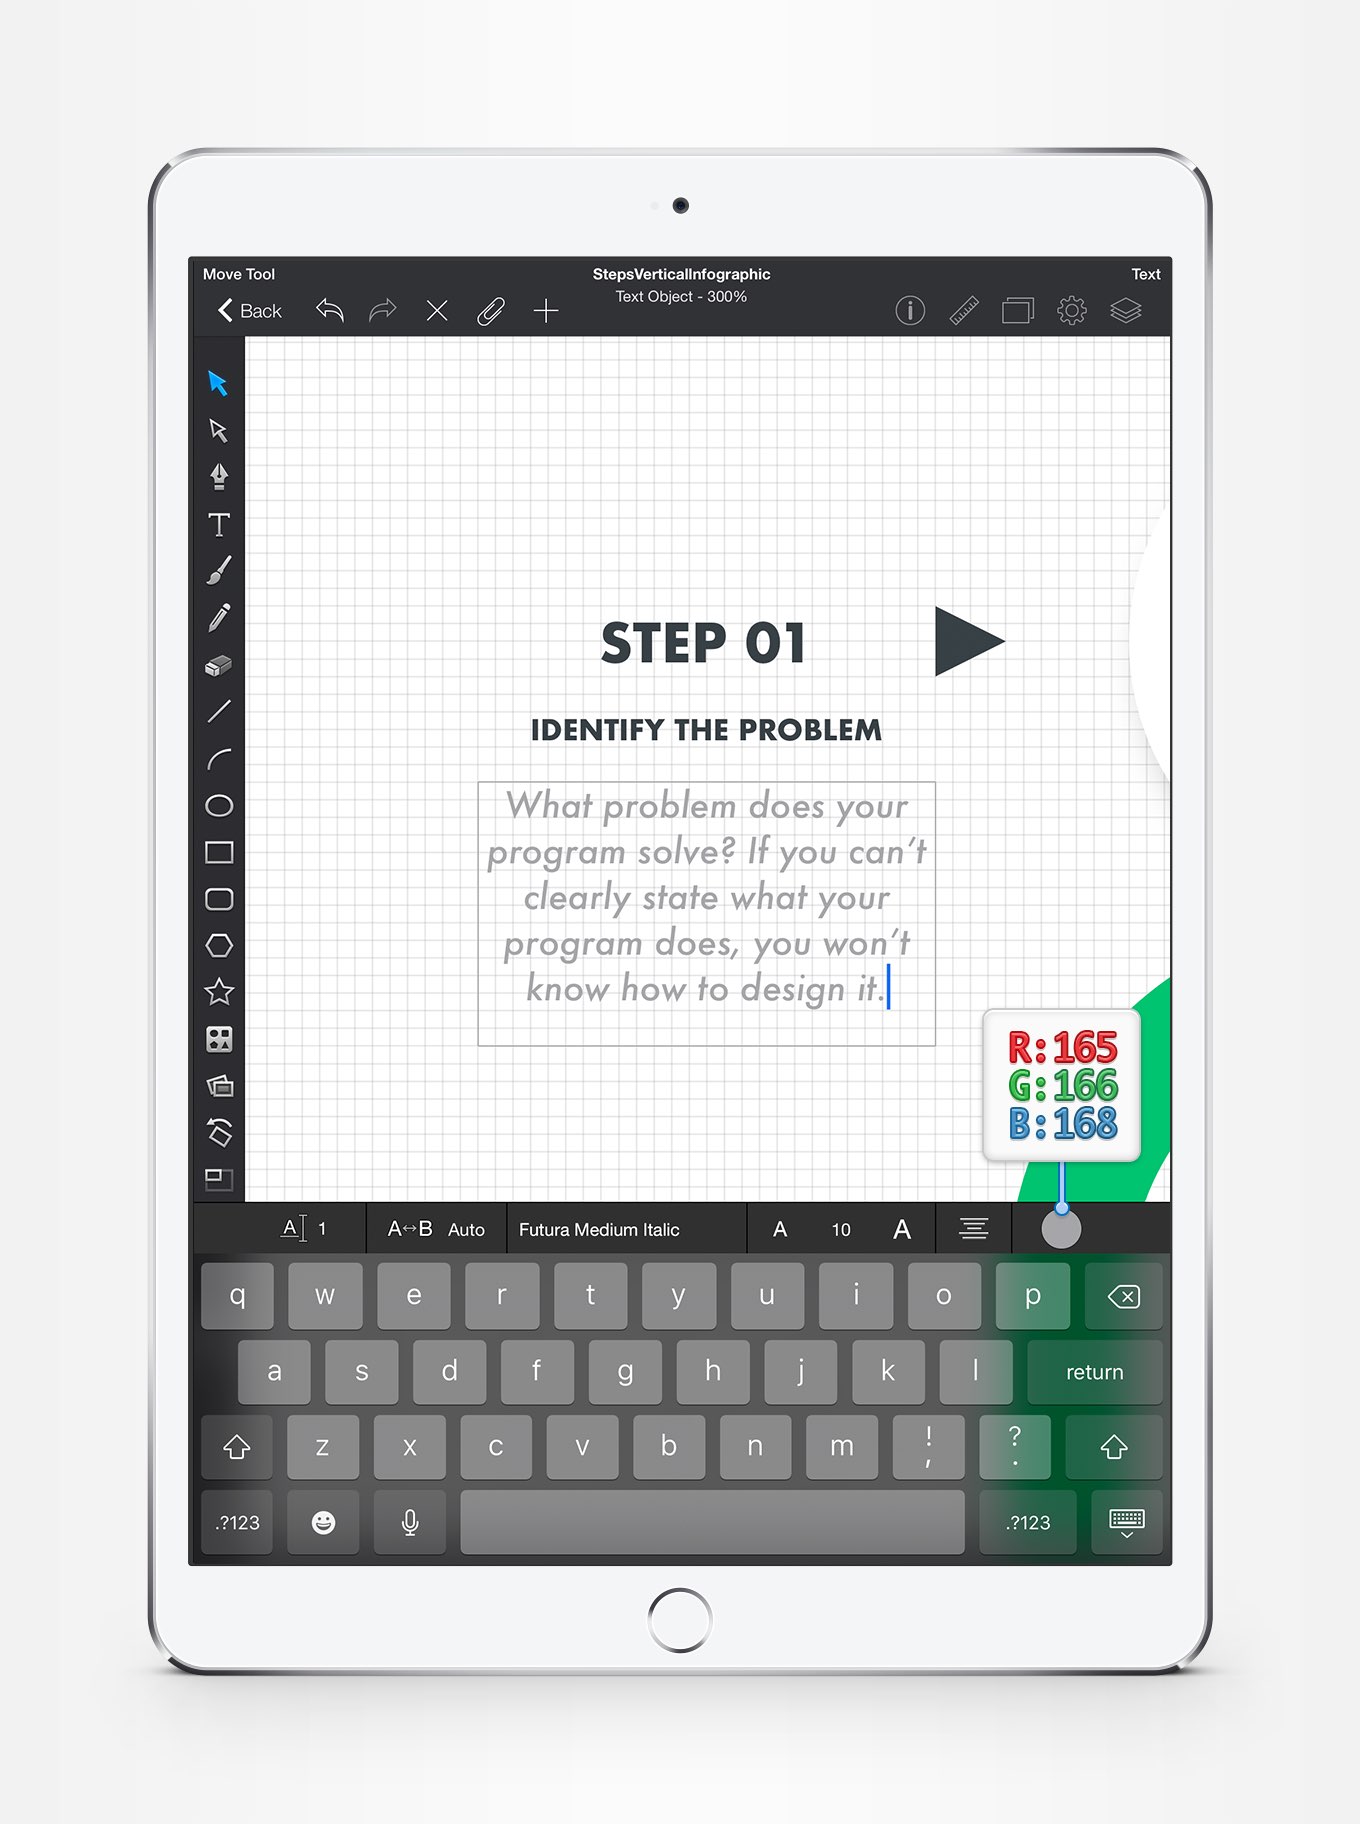 Move Tool
StepsVerticalInfographic
Text
Back
Text Object - 300%
STEP 01
IDENTIFY THE PROBLEM
What problem does your
program solve? If you can't
clearly state what your
program does, you won't
know how to design it.
R:165
G:166
B:168
A 1 A↔B Auto Futura Medium Italic A 10 A
q w e r t y u i o p
a s d f g h j k l return
z x c v b n m ! , ? .
.?123 .?123